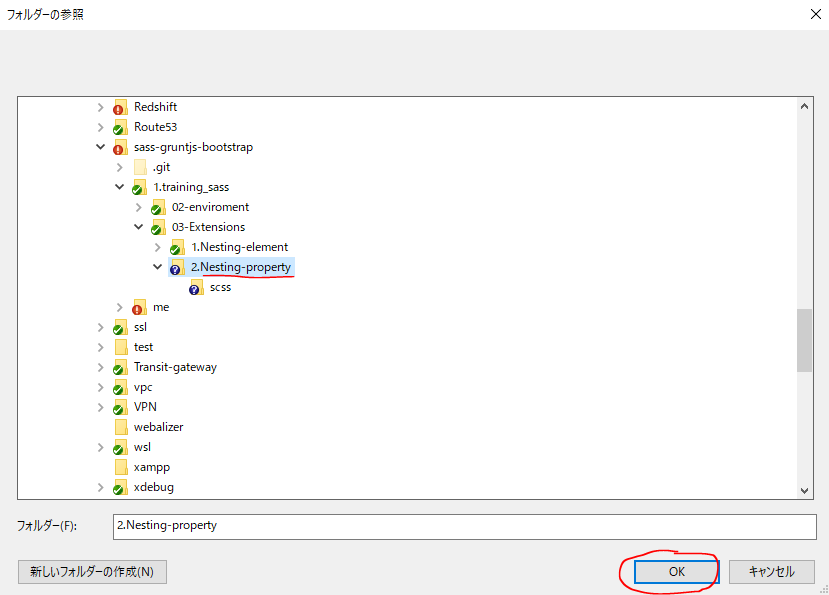 フォルダーの参照
Redshift
Route53
sass-gruntjs-bootstrap
.git
1.training_sass
02-enviroment
03-Extensions
1.Nesting-element
2.Nesting-property
scss
me
ssl
test
Transit-gateway
vpc
VPN
webalizer
wsl
xampp
xdebug
フォルダー(F): 2.Nesting-property
新しいフォルダーの作成(N) OK キャンセル